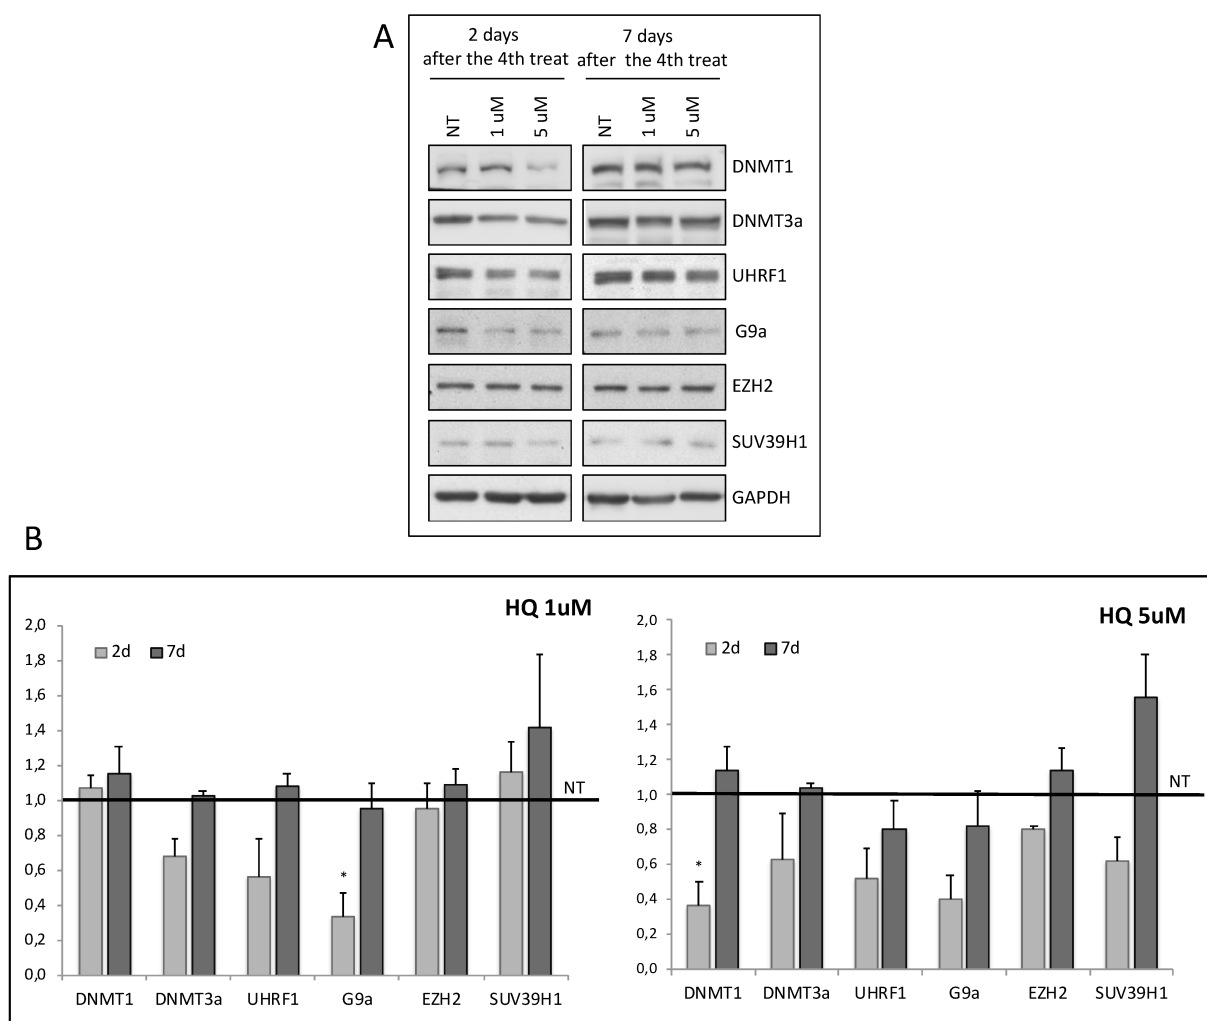 A
2 days
after the 4th treat
7 days
after the 4th treat
NT
1 uM
5 uM
NT
1 uM
5 uM
DNMT1
DNMT3a
UHRF1
G9a
EZH2
SUV39H1
GAPDH
B
HQ 1uM
2d
7d
2,0
1,8
1,6
1,4
1,2
1,0
0,8
0,6
0,4
0,2
0,0
NT
*
DNMT1 DNMT3a UHRF1 G9a EZH2 SUV39H1
HQ 5uM
2d
7d
2,0
1,8
1,6
1,4
1,2
1,0
0,8
0,6
0,4
0,2
0,0
NT
*
DNMT1 DNMT3a UHRF1 G9a EZH2 SUV39H1